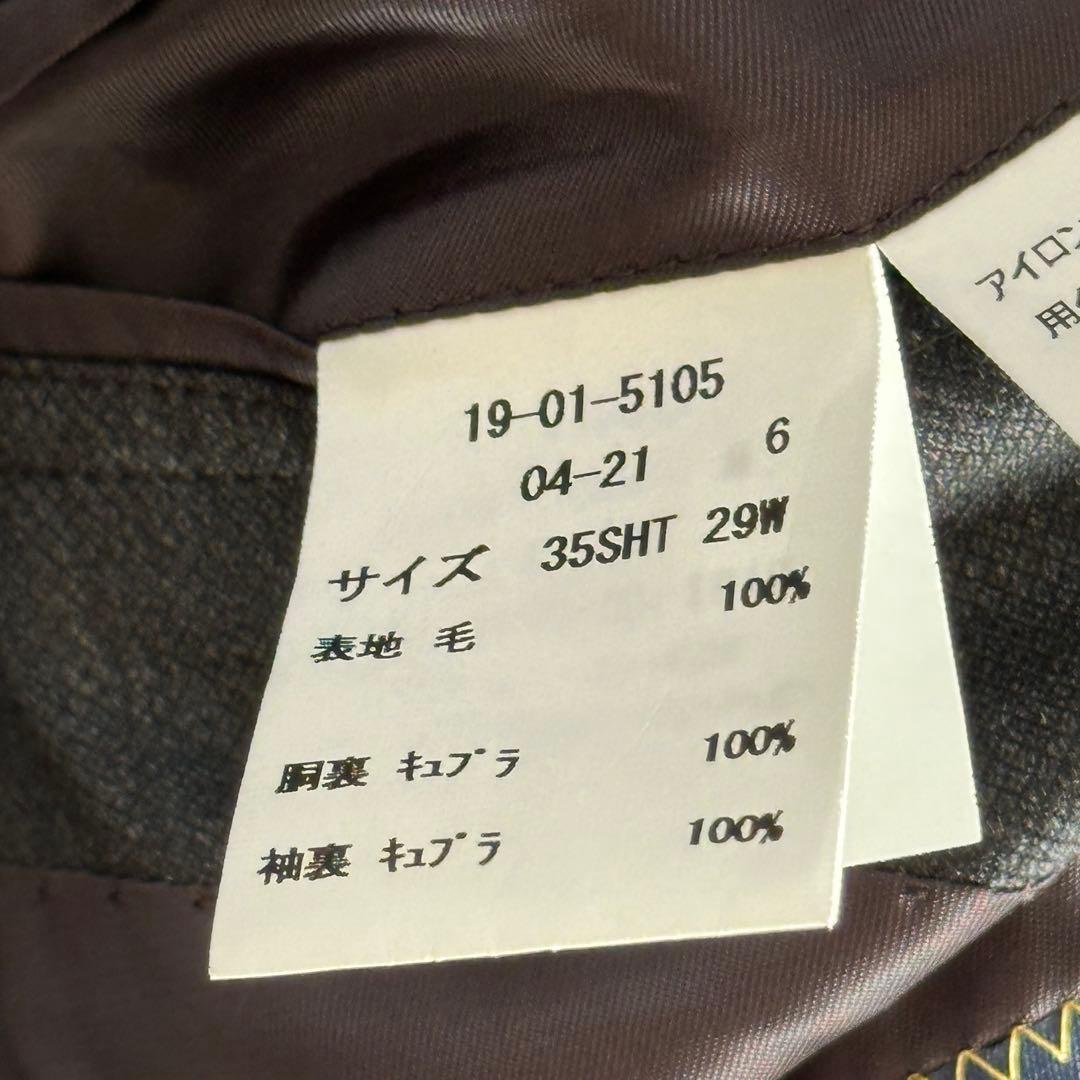 19-01-5105
04-21 6
サイズ 35SHT 29W
表地 毛 100%
胴裏 キュプラ 100%
袖裏 キュプラ 100%
アイロン
用